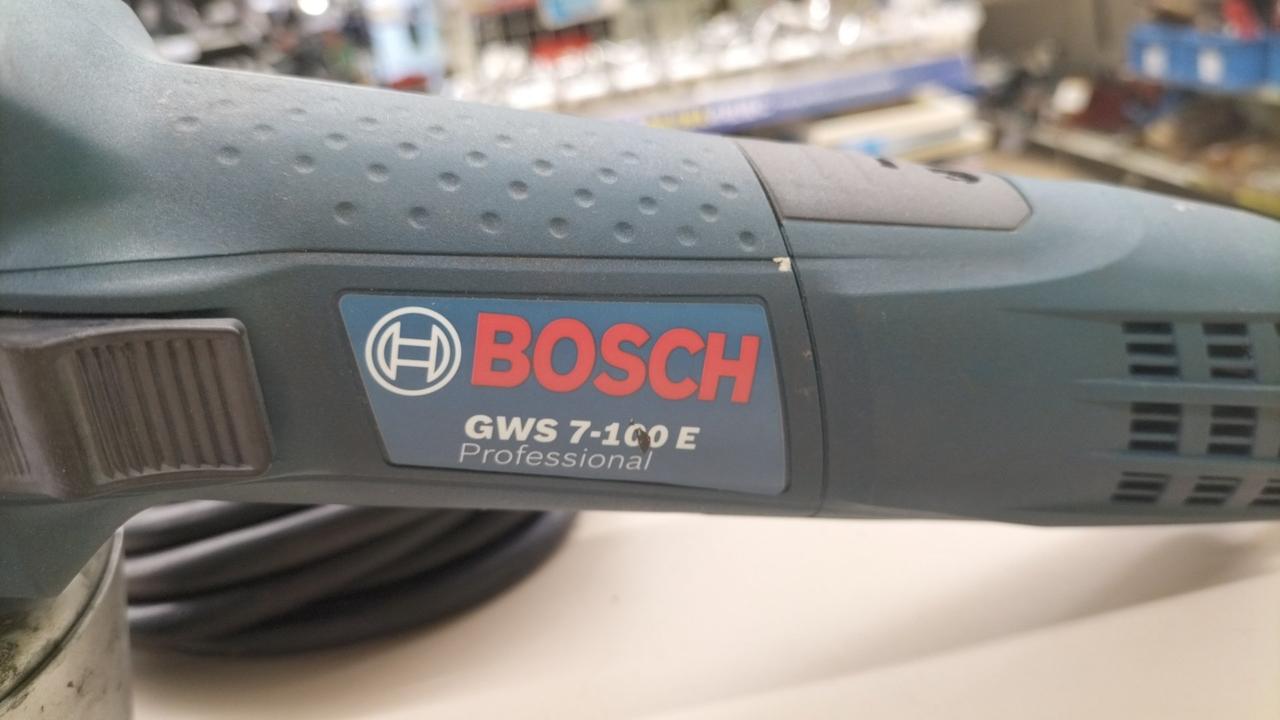 BOSCH
GWS 7-100 E
Professional